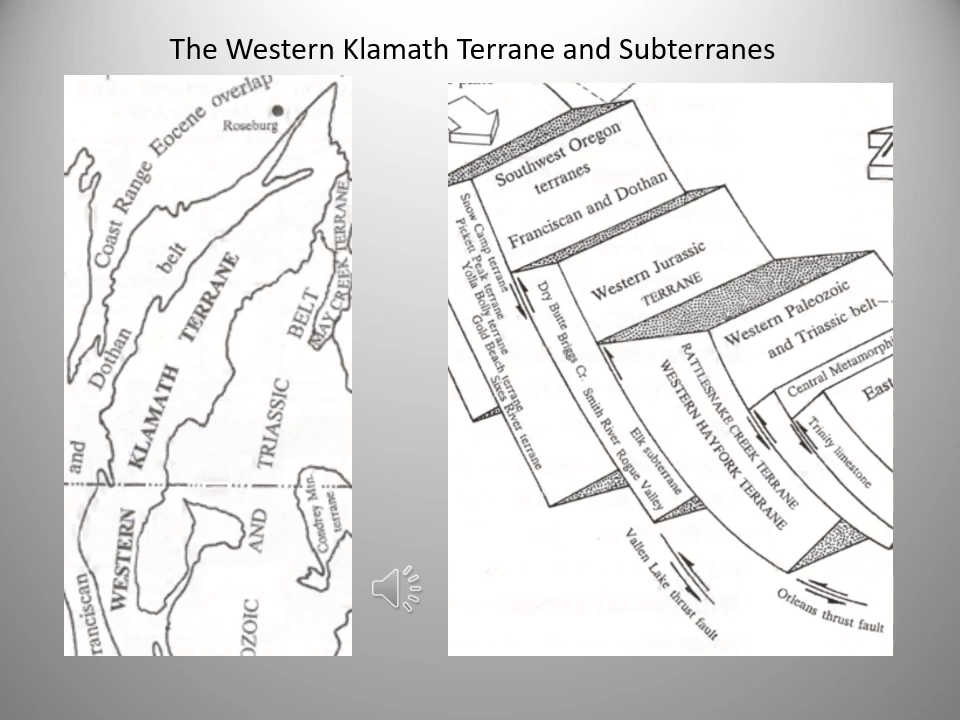 The Western Klamath Terrane and Subterranes
Coast Range Eocene overlap
Roseburg
Dothan belt
and
WESTERN KLAMATH TERRANE
BELT
MAY CREEK TERRANE
TRIASSIC
AND
OZOIC
Condrey Mtn.
terrane
ranciscan
Southwest Oregon
terranes
Franciscan and Dothan
Snow Camp terrane
Pickett Peak terrane
Yolla Bolly terrane
Gold Beach terrane
Sixes River terrane
Western Jurassic
TERRANE
Dry Butte Briggs Cr. Smith River Rogue Valley
Elk subterrane
Western Paleozoic
and Triassic belt
RATTLESNAKE CREEK TERRANE
WESTERN HAYFORK TERRANE
Central Metamorphi
East
Trinity limestone
Vallen Lake thrust fault
Orleans thrust fault